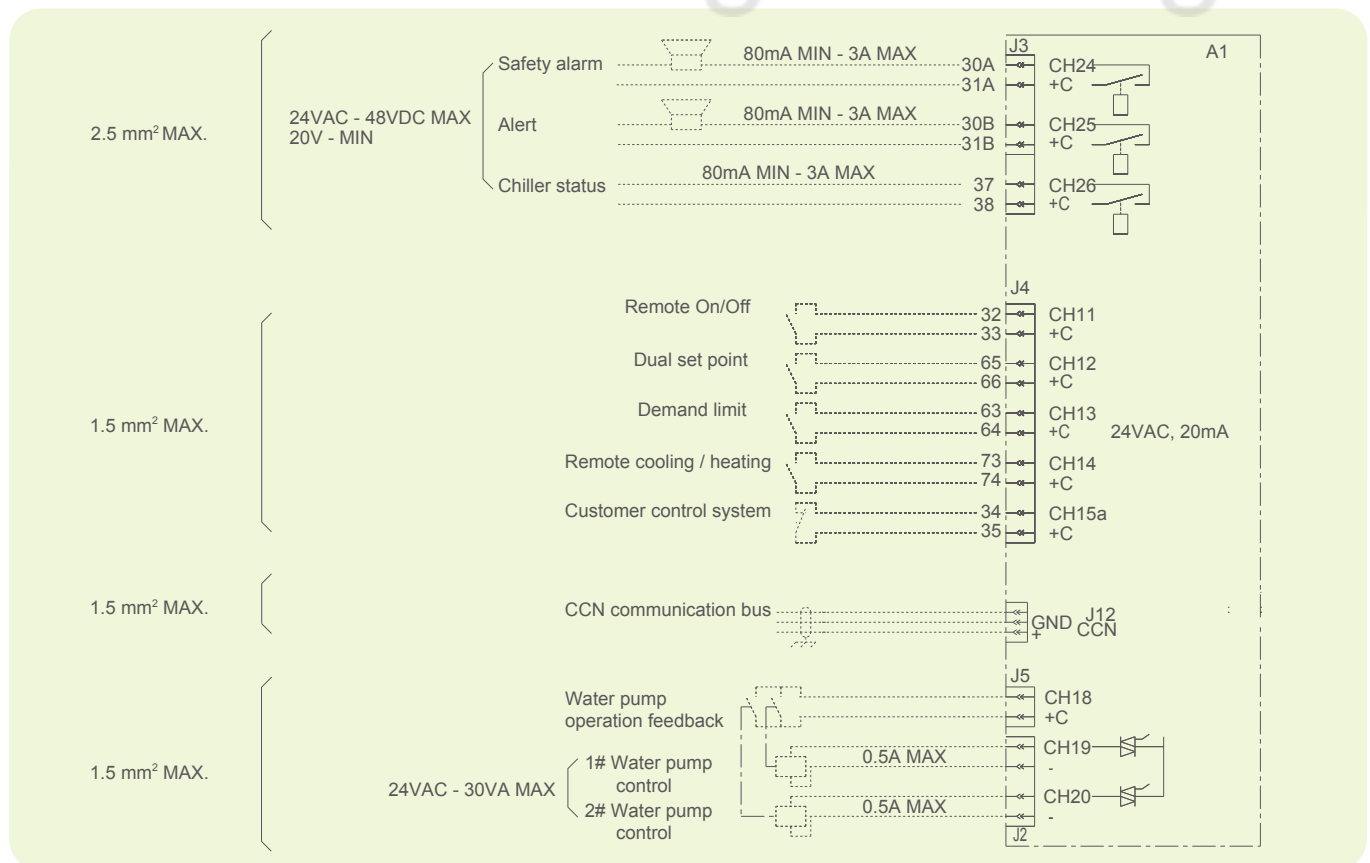 A1
J3
2.5 mm² MAX.
24VAC - 48VDC MAX
20V - MIN
Safety alarm
80mA MIN - 3A MAX
30A
CH24
31A
+C
Alert
80mA MIN - 3A MAX
30B
CH25
31B
+C
Chiller status
80mA MIN - 3A MAX
37
CH26
38
+C
J4
1.5 mm² MAX.
Remote On/Off
32
CH11
33
+C
Dual set point
65
CH12
66
+C
Demand limit
63
CH13
64
+C
24VAC, 20mA
Remote cooling / heating
73
CH14
74
+C
Customer control system
34
CH15a
35
+C
1.5 mm² MAX.
CCN communication bus
GND
+
J12
CCN
J5
1.5 mm² MAX.
Water pump
operation feedback
CH18
+C
24VAC - 30VA MAX
1# Water pump
control
0.5A MAX
CH19
-
2# Water pump
control
0.5A MAX
CH20
-
J2